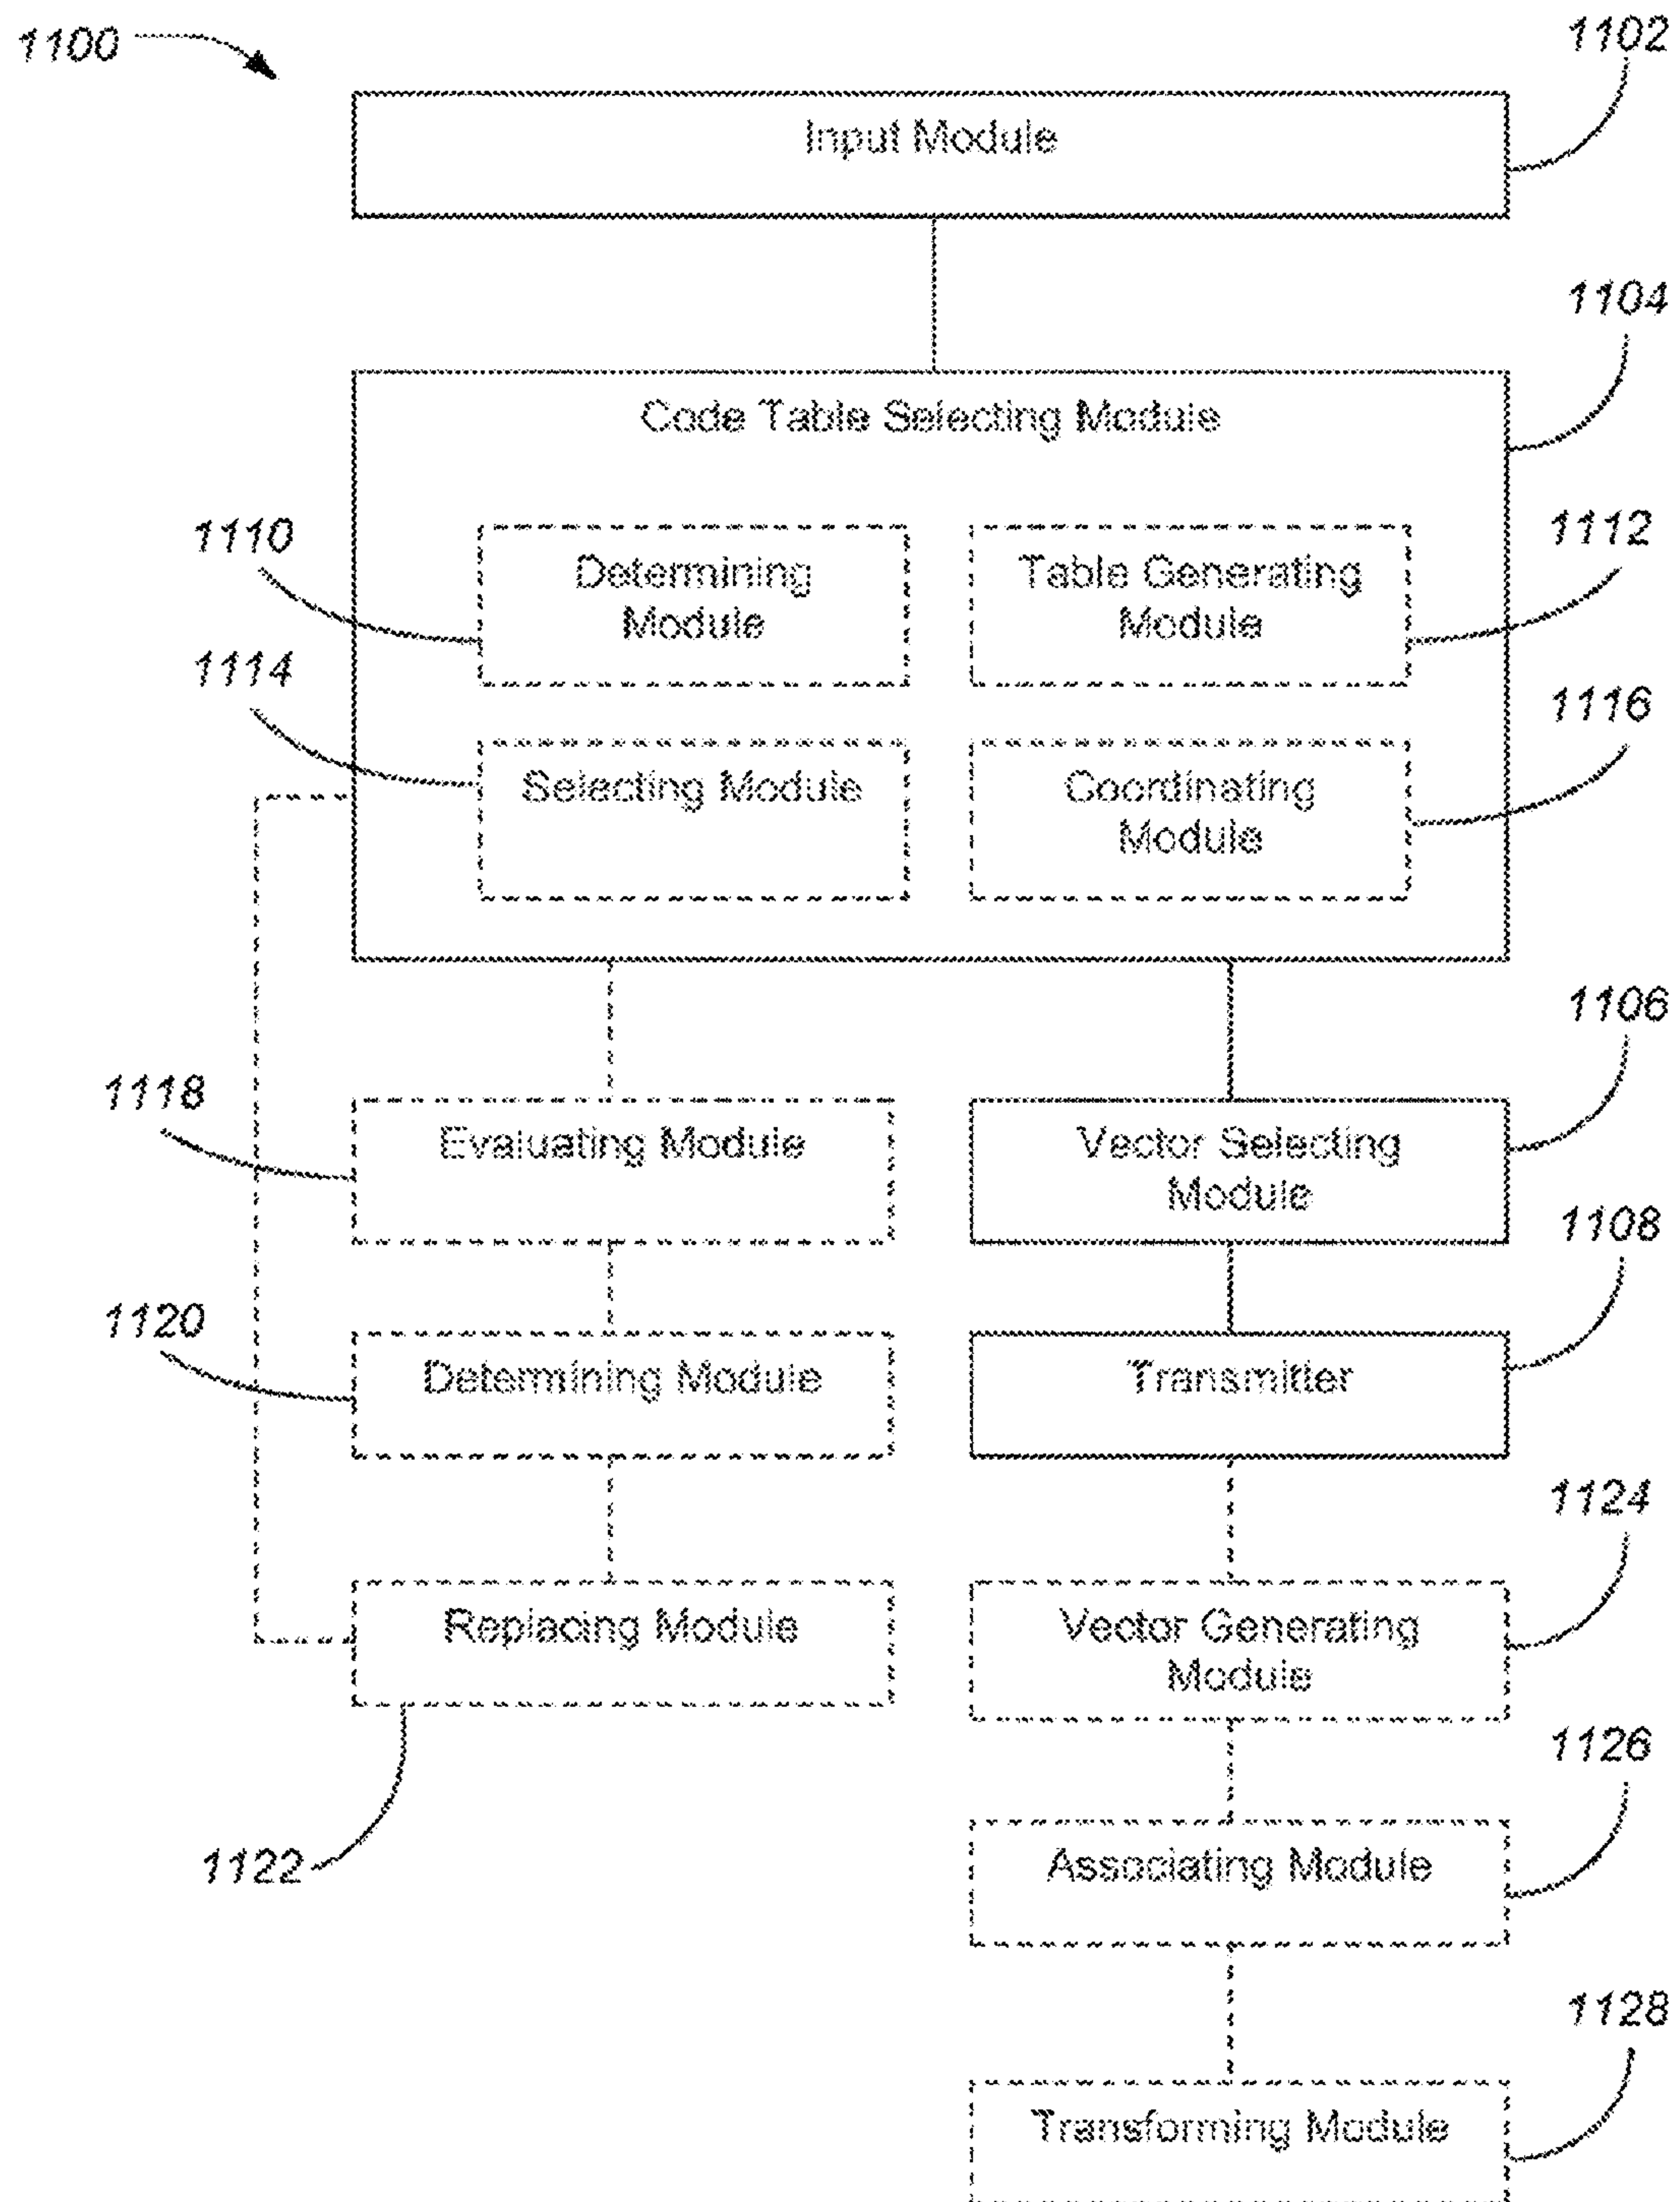 1100
1102
Input Module
1104
Code Table Selecting Module
1110
Determining
Module
1112
Table Generating
Module
1114
Selecting Module
1116
Coordinating
Module
1106
1118
Evaluating Module
Vector Selecting
Module
1108
1120
Determining Module
Transmitter
1124
Replacing Module
Vector Generating
Module
1122
1126
Associating Module
1128
Transforming Module